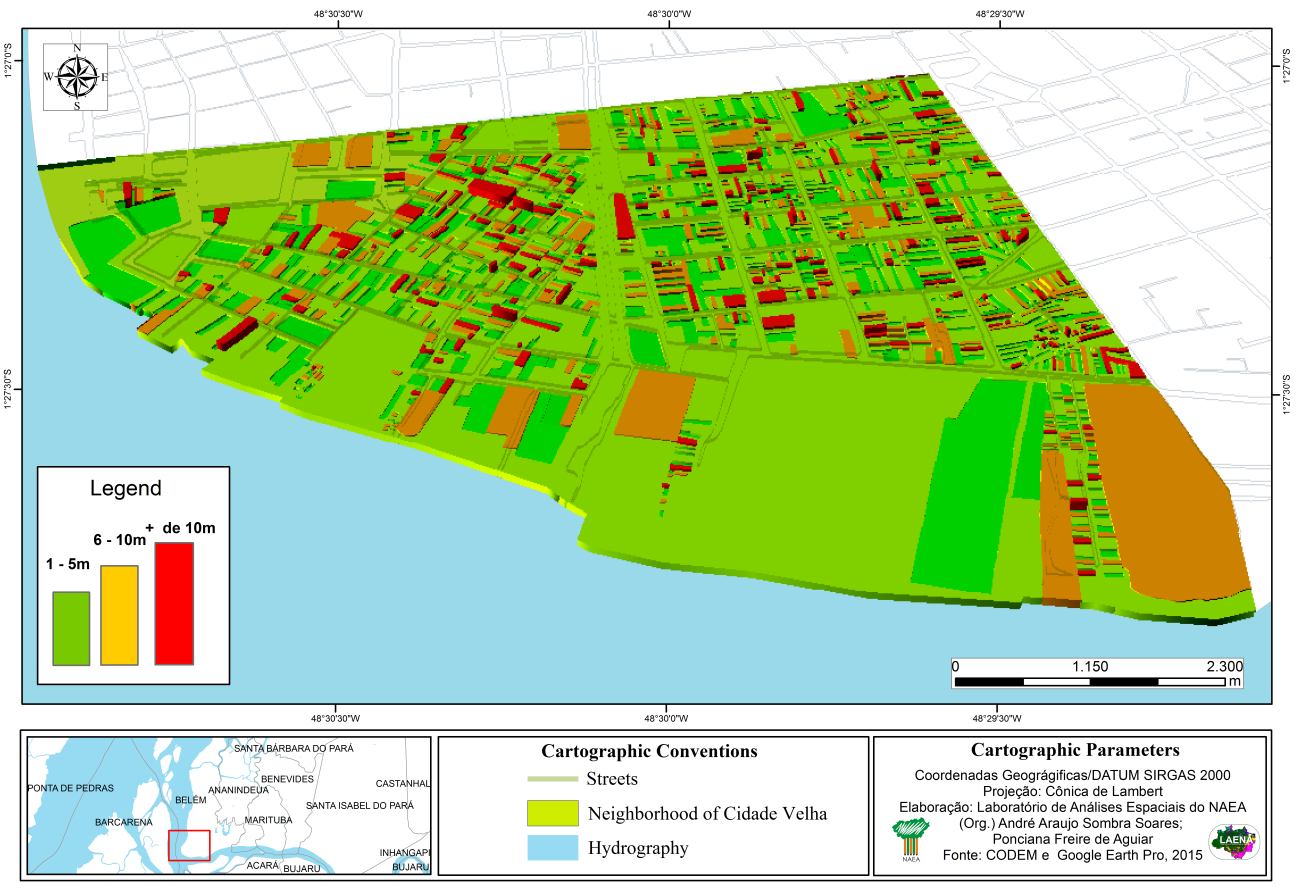 48°30'30"W 48°30'0"W 48°29'30"W
1°27'0"S 1°27'0"S
N
W E
S
1°27'30"S 1°27'30"S
Legend
+ de 10m
6 - 10m
1 - 5m
0 1.150 2.300
m
48°30'30"W 48°30'0"W 48°29'30"W
SANTA BÁRBARA DO PARÁ
BENEVIDES
PONTA DE PEDRAS
CASTANHAL
ANANINDEUA
BELÉM
SANTA ISABEL DO PARÁ
BARCARENA
MARITUBA
INHANGAPI
ACARÁ
BUJARU
BUJARU
Cartographic Conventions
Streets
Neighborhood of Cidade Velha
Hydrography
Cartographic Parameters
Coordenadas Geográgificas/DATUM SIRGAS 2000
Projeção: Cônica de Lambert
Elaboração: Laboratório de Análises Espaciais do NAEA
(Org.) André Araujo Sombra Soares;
Ponciana Freire de Aguiar
Fonte: CODEM e Google Earth Pro, 2015
NAEA
LAENA